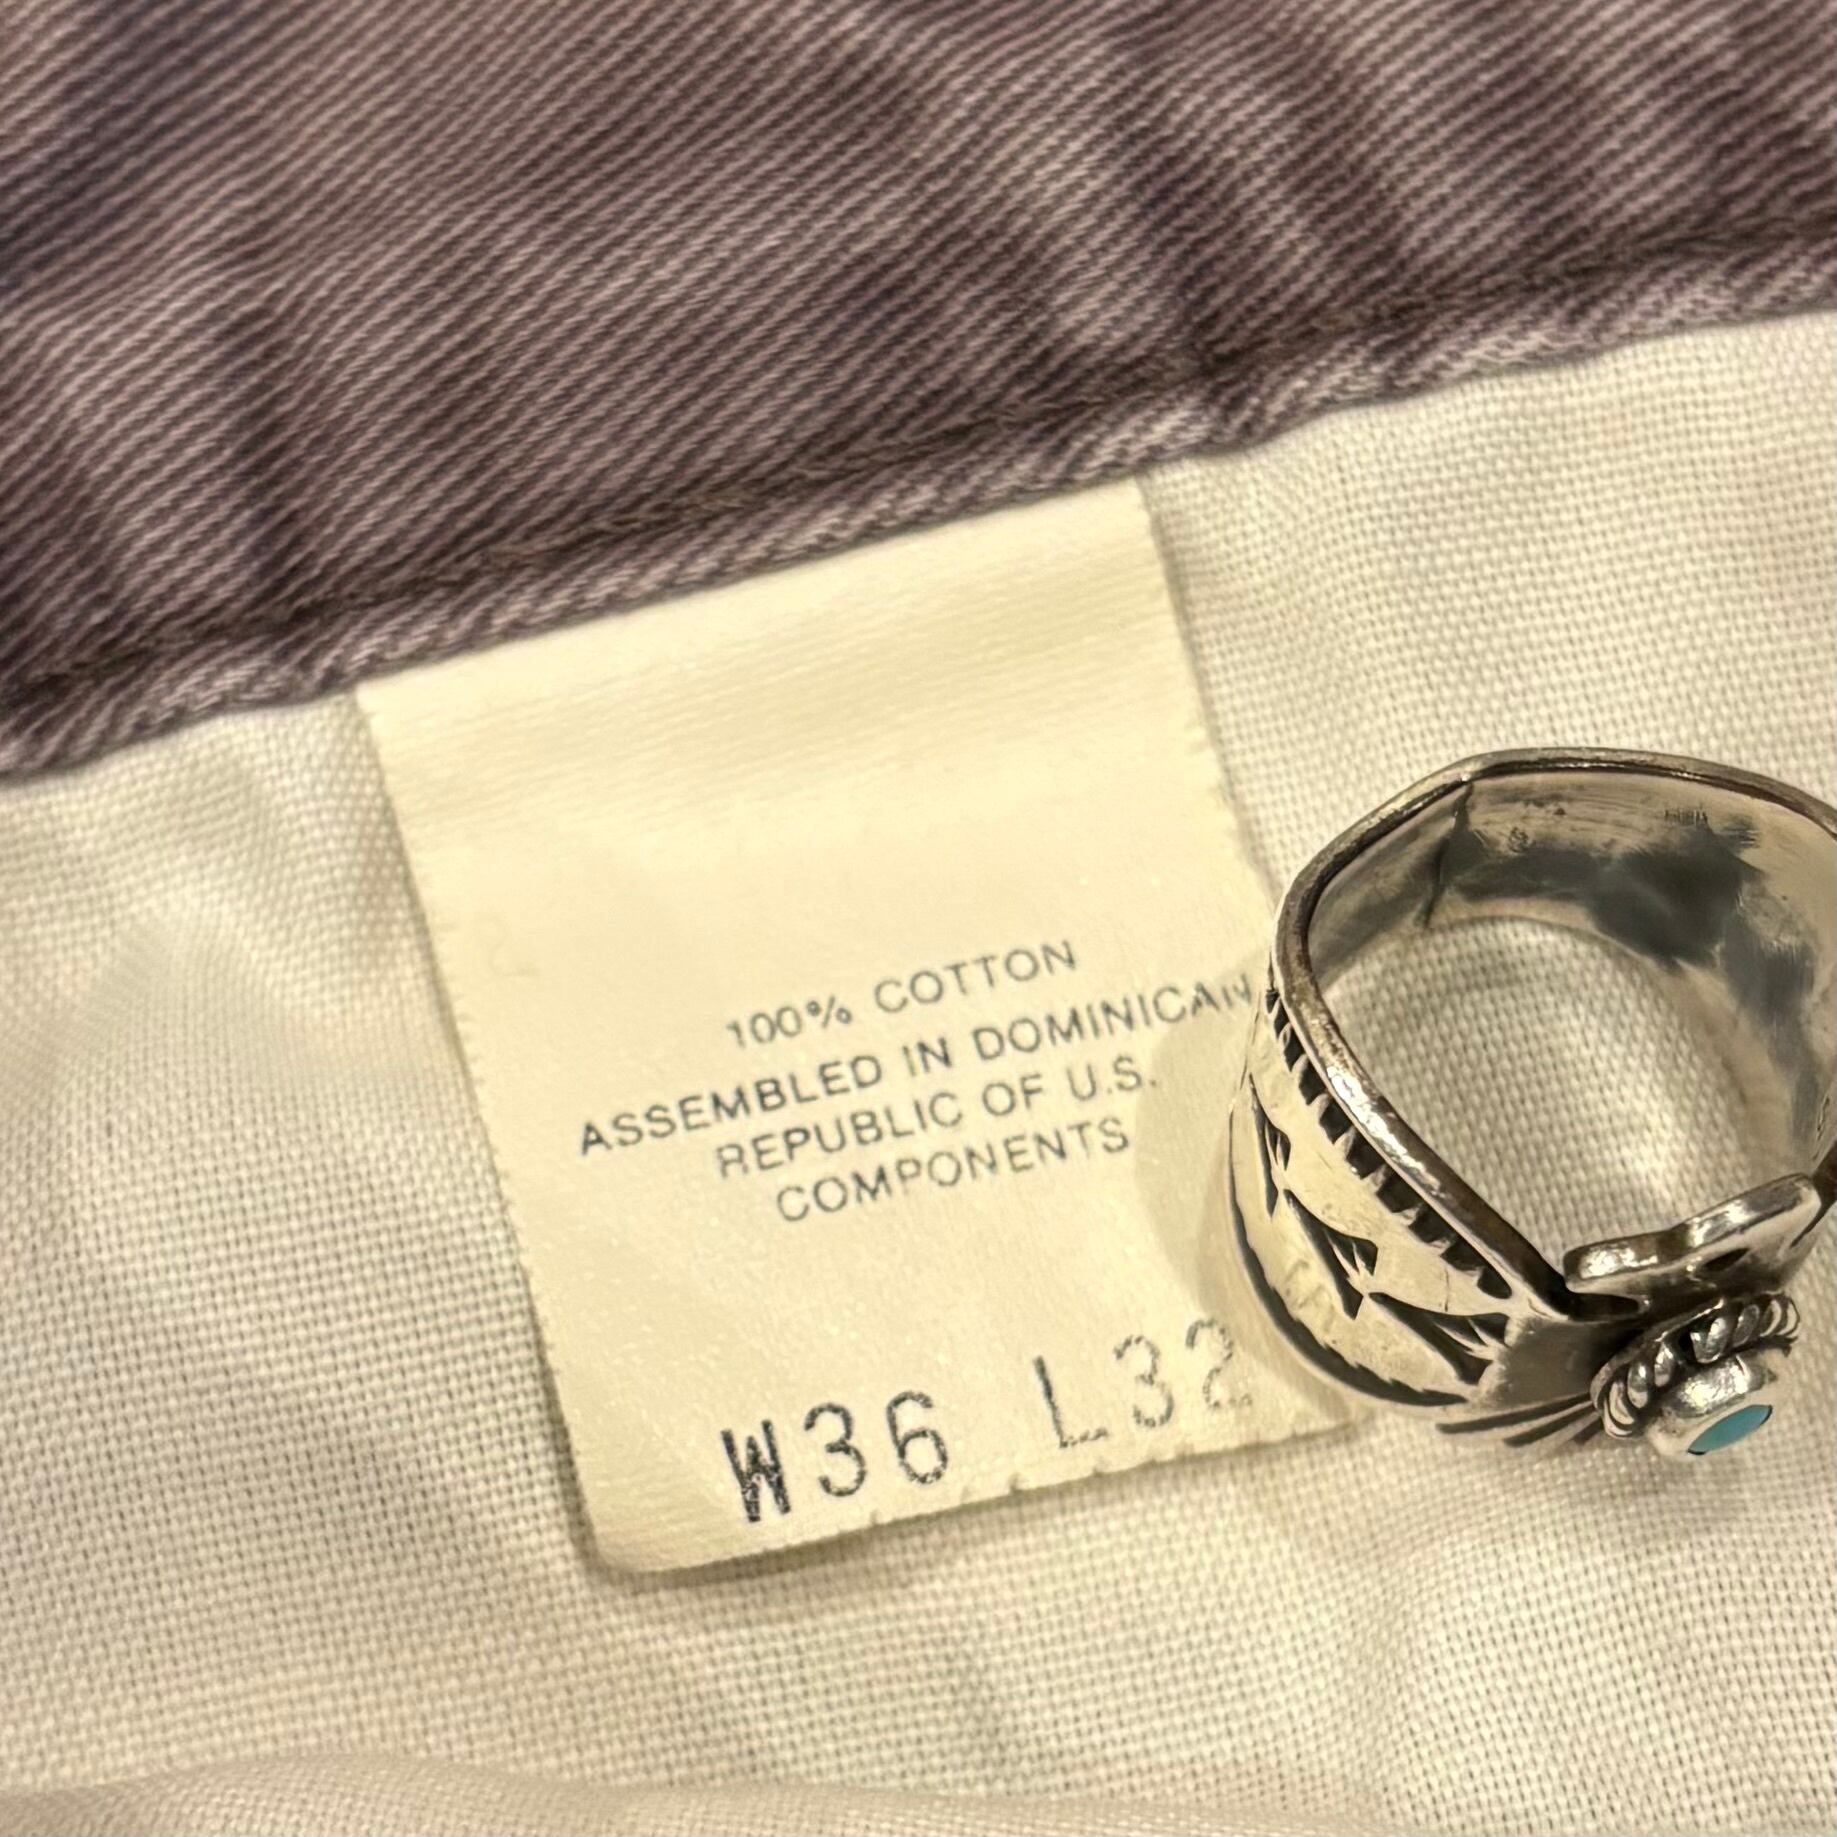 100% COTTON
ASSEMBLED IN DOMINICAN
REPUBLIC OF U.S.
COMPONENTS
W36 L32